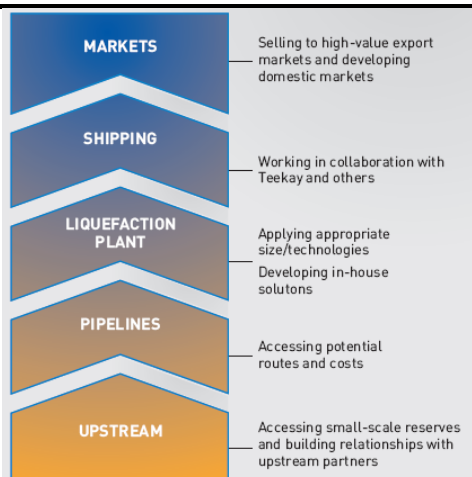 MARKETS
Selling to high-value export
markets and developing
domestic markets
SHIPPING
Working in collaboration with
Teekay and others
LIQUEFACTION
PLANT
Applying appropriate
size/technologies
Developing in-house
solutons
PIPELINES
Accessing potential
routes and costs
UPSTREAM
Accessing small-scale reserves
and building relationships with
upstream partners